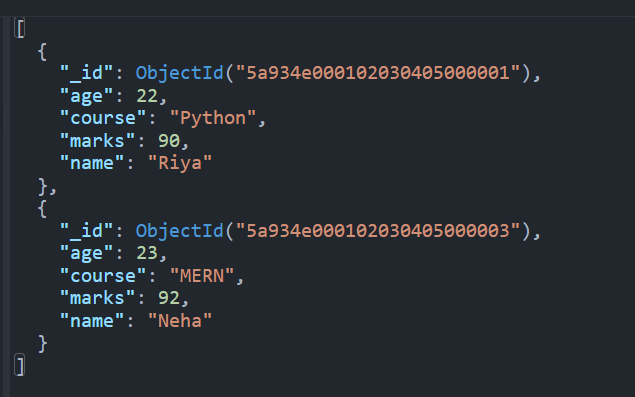 [
  {
    "_id": ObjectId("5a934e000102030405000001"),
    "age": 22,
    "course": "Python",
    "marks": 90,
    "name": "Riya"
  },
  {
    "_id": ObjectId("5a934e000102030405000003"),
    "age": 23,
    "course": "MERN",
    "marks": 92,
    "name": "Neha"
  }
]